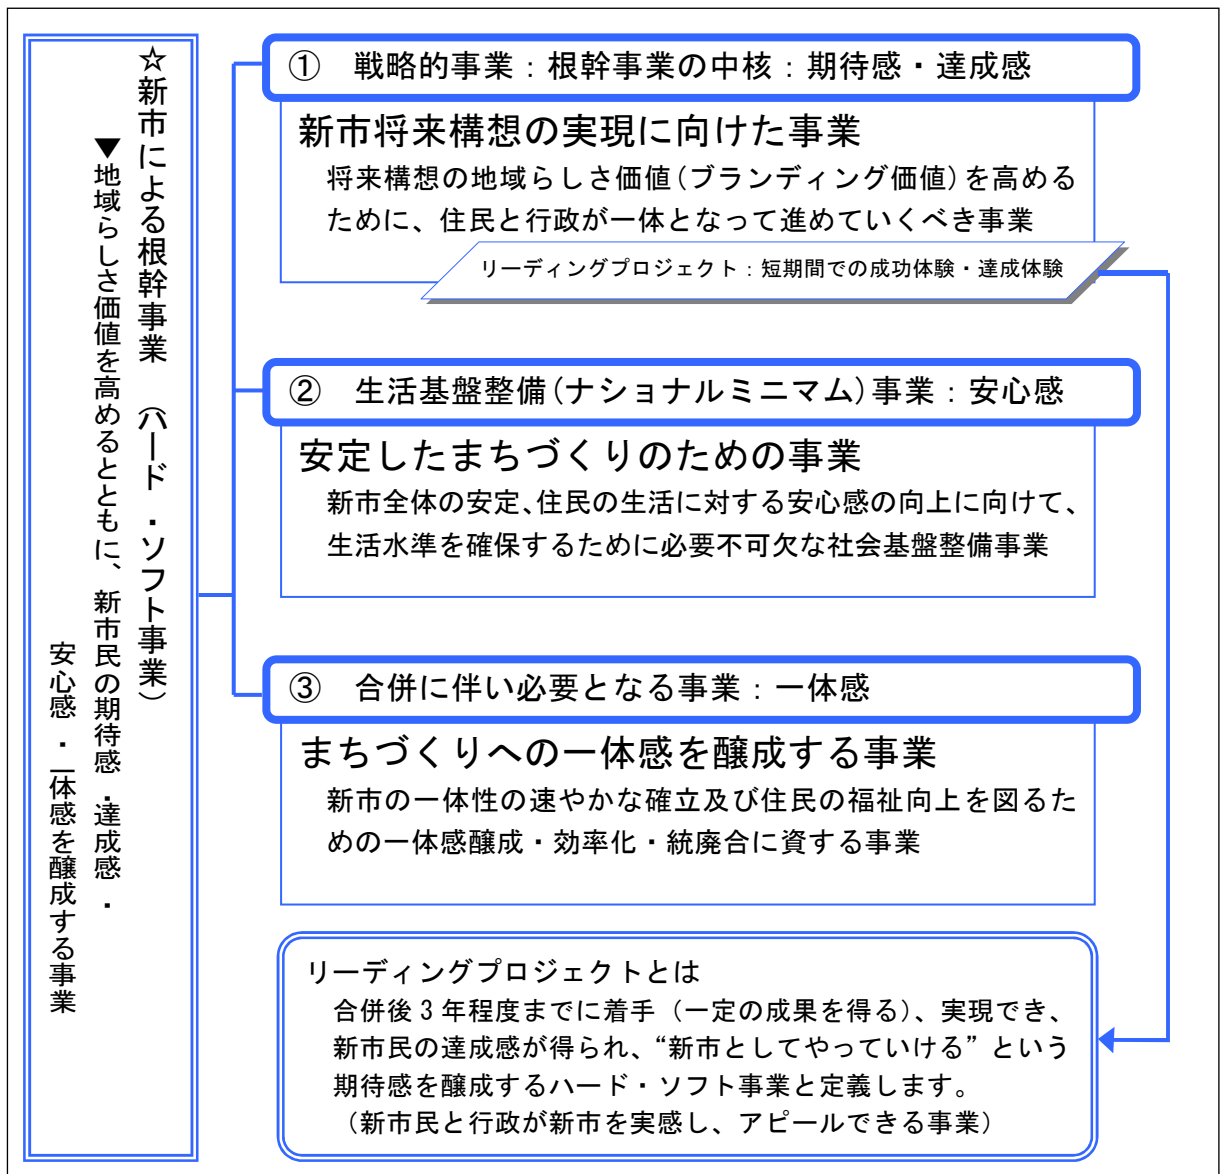 ☆新市による根幹事業 (ハード・ソフト事業)
▼地域らしさ価値を高めるとともに、新市民の期待感・達成感・
安心感・一体感を醸成する事業
① 戦略的事業：根幹事業の中核：期待感・達成感
新市将来構想の実現に向けた事業
将来構想の地域らしさ価値(ブランディング価値)を高める
ために、住民と行政が一体となって進めていくべき事業
リーディングプロジェクト：短期間での成功体験・達成体験
② 生活基盤整備(ナショナルミニマム)事業：安心感
安定したまちづくりのための事業
新市全体の安定、住民の生活に対する安心感の向上に向けて、
生活水準を確保するために必要不可欠な社会基盤整備事業
③ 合併に伴い必要となる事業：一体感
まちづくりへの一体感を醸成する事業
新市の一体性の速やかな確立及び住民の福祉向上を図るた
めの一体感醸成・効率化・統廃合に資する事業
リーディングプロジェクトとは
合併後３年程度までに着手（一定の成果を得る）、実現でき、
新市民の達成感が得られ、“新市としてやっていける”という
期待感を醸成するハード・ソフト事業と定義します。
（新市民と行政が新市を実感し、アピールできる事業）